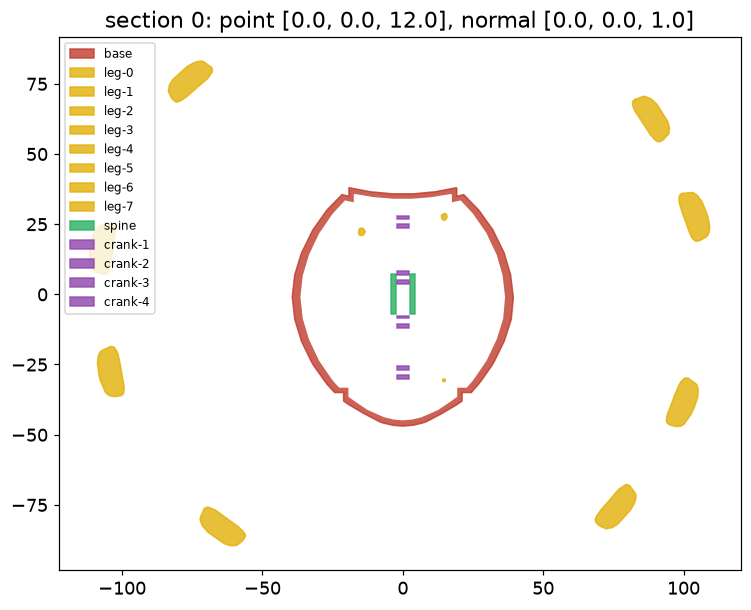 section 0: point [0.0, 0.0, 12.0], normal [0.0, 0.0, 1.0]
base
leg-0
leg-1
leg-2
leg-3
leg-4
leg-5
leg-6
leg-7
spine
crank-1
crank-2
crank-3
crank-4
75
50
25
0
−25
−50
−75
−100 −50 0 50 100